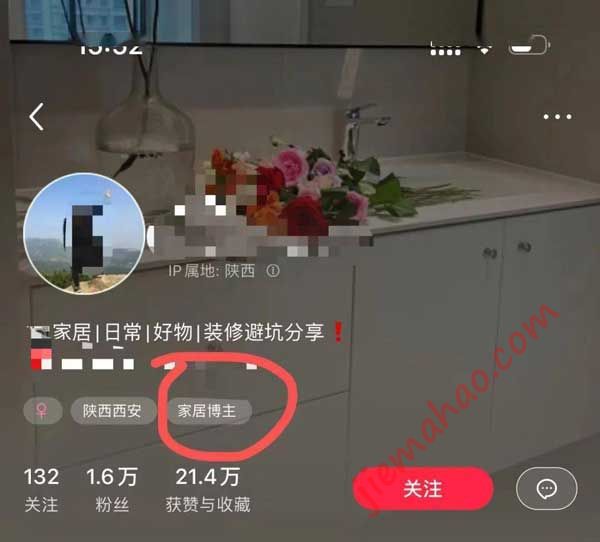 15:52
IP属地: 陕西
家居|日常|好物|装修避坑分享❗
♀
陕西西安
家居博主
132
1.6万
21.4万
关注
粉丝
获赞与收藏
关注
jiemahao.com